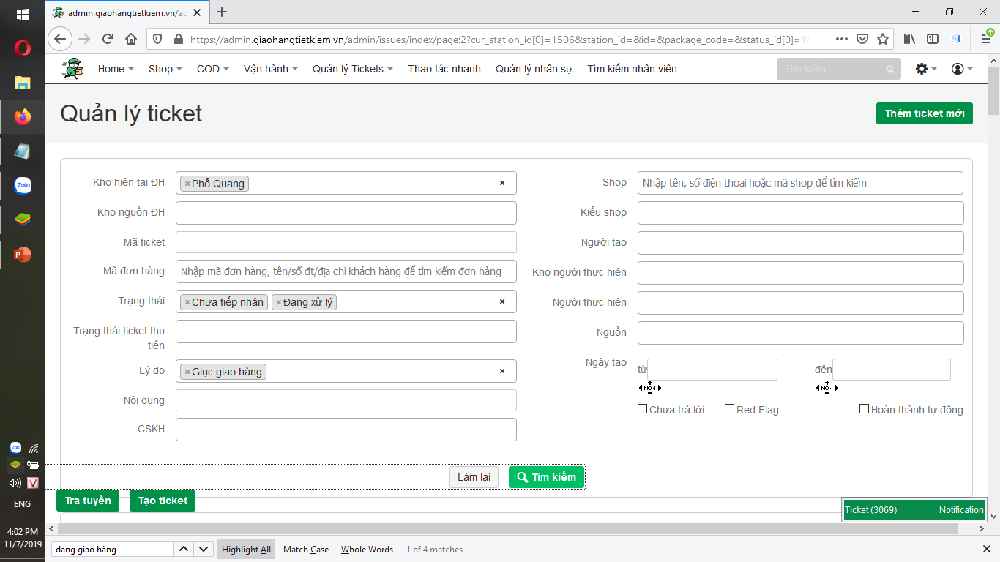 admin.giaohangtietkiem.vn/ad
https://admin.giaohangtietkiem.vn/admin/issues/index/page:2?cur_station_id[0]=1506&station_id=&id=&package_code=&status_id[0]=1
Home Shop COD Vận hành Quản lý Tickets Thao tác nhanh Quản lý nhân sự Tìm kiếm nhân viên Tìm kiếm
Quản lý ticket
Thêm ticket mới
Kho hiện tại ĐH ×Phổ Quang × Shop Nhập tên, số điện thoại hoặc mã shop để tìm kiếm
Kho nguồn ĐH Kiểu shop
Mã ticket Người tạo
Mã đơn hàng Nhập mã đơn hàng, tên/số đt/địa chỉ khách hàng để tìm kiếm đơn hàng Kho người thực hiện
Trạng thái ×Chưa tiếp nhận ×Đang xử lý × Người thực hiện
Trạng thái ticket thu
tiền
Nguồn
Lý do ×Giục giao hàng × Ngày tạo từ đến
NOW NOW
Nội dung Chưa trả lời Red Flag Hoàn thành tự động
CSKH
Làm lại Tìm kiếm
Tra tuyến Tạo ticket
Ticket (3069) Notification
Zalo
Zalo
ENG
4:02 PM
11/7/2019
đang giao hàng Highlight All Match Case Whole Words 1 of 4 matches